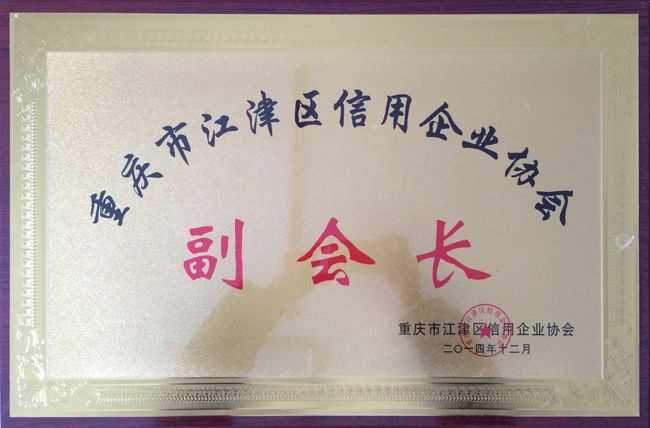 重庆市江津区信用企业协会
副会长
重庆市江津区信用企业协会
二〇一四年十二月